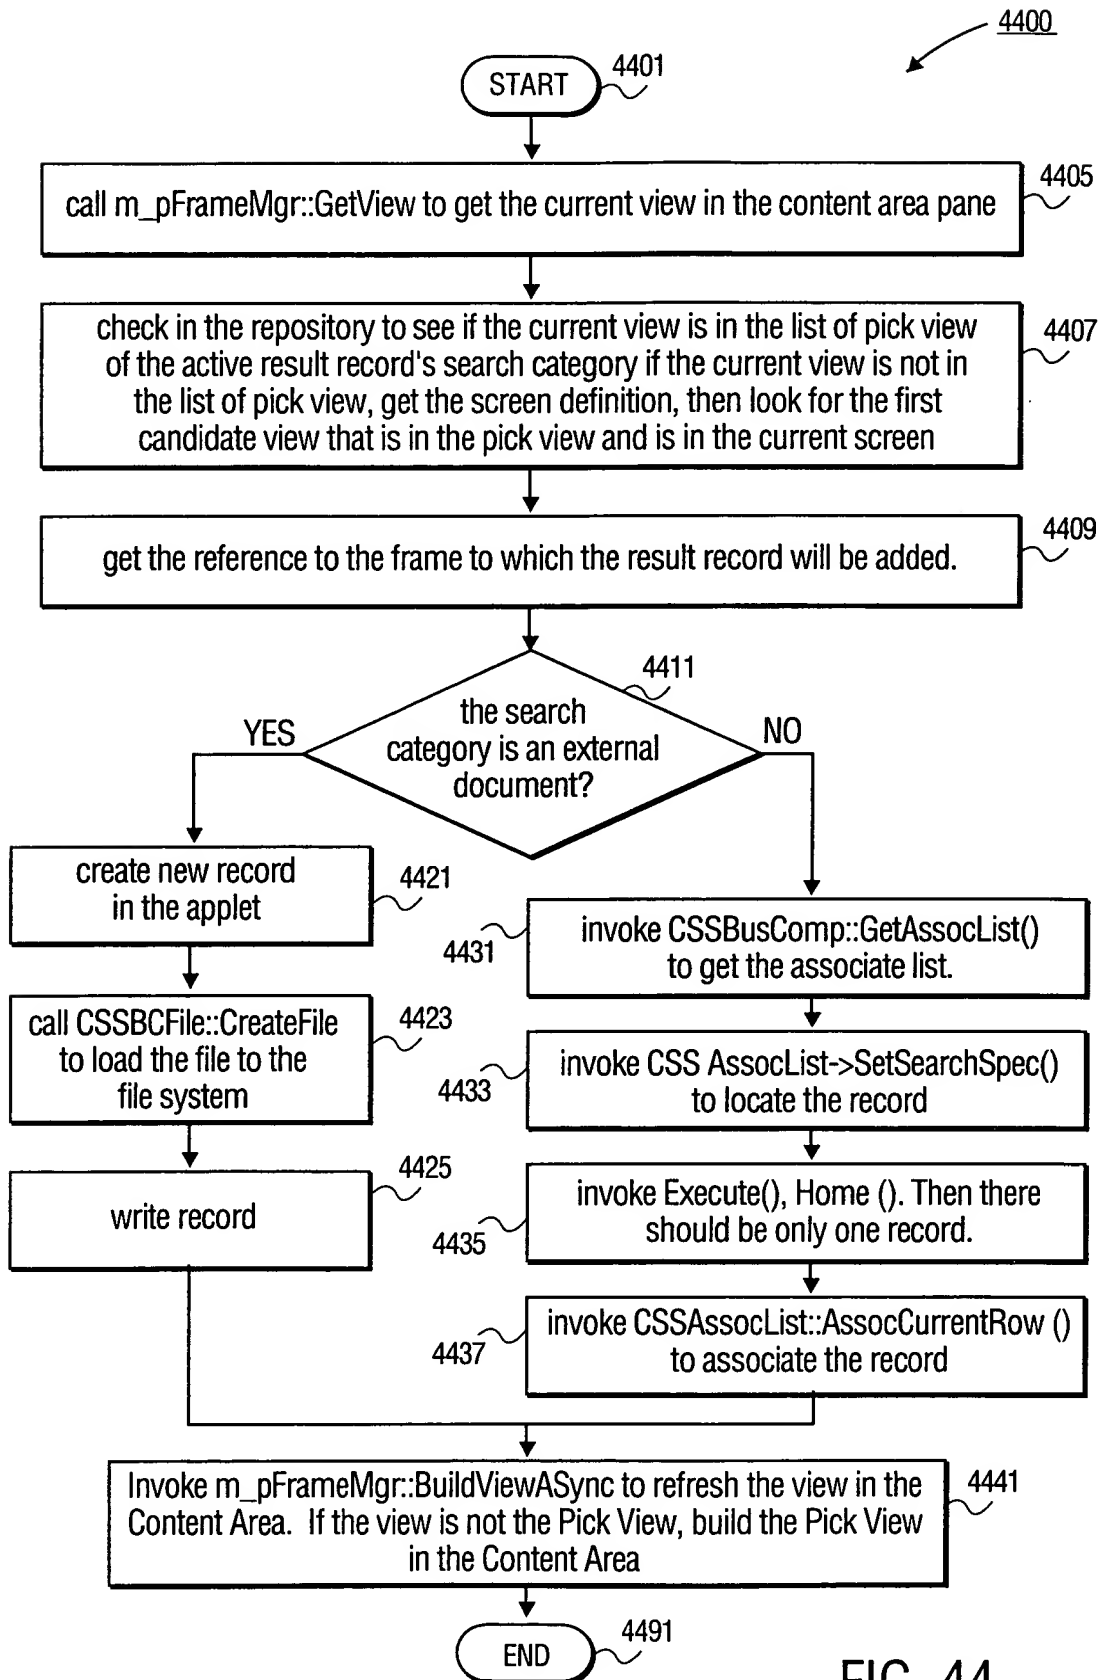 4400
START
4401
call m_pFrameMgr::GetView to get the current view in the content area pane
4405
check in the repository to see if the current view is in the list of pick view
of the active result record's search category if the current view is not in
the list of pick view, get the screen definition, then look for the first
candidate view that is in the pick view and is in the current screen
4407
get the reference to the frame to which the result record will be added.
4409
the search
category is an external
document?
4411
YES
NO
create new record
in the applet
4421
call CSSBCFile::CreateFile
to load the file to the
file system
4423
write record
4425
invoke CSSBusComp::GetAssocList()
to get the associate list.
4431
invoke CSS AssocList->SetSearchSpec()
to locate the record
4433
invoke Execute(), Home (). Then there
should be only one record.
4435
invoke CSSAssocList::AssocCurrentRow ()
to associate the record
4437
Invoke m_pFrameMgr::BuildViewASync to refresh the view in the
Content Area. If the view is not the Pick View, build the Pick View
in the Content Area
4441
END
4491
FIG. 44